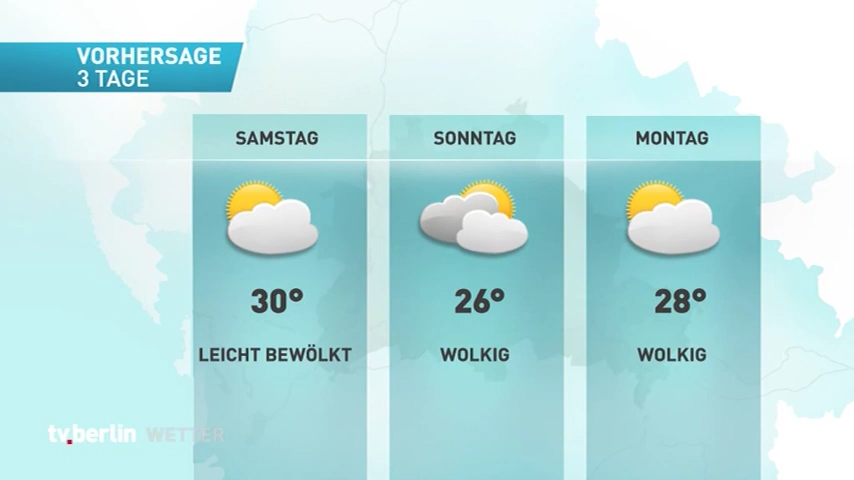 VORHERSAGE
3 TAGE
SAMSTAG
SONNTAG
MONTAG
30°
26°
28°
LEICHT BEWÖLKT
WOLKIG
WOLKIG
tv.berlin WETTER